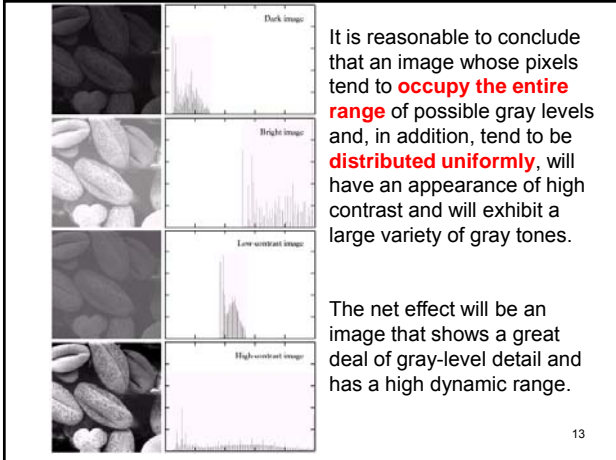 Dark image
Bright image
Low-contrast image
High-contrast image
It is reasonable to conclude
that an image whose pixels
tend to occupy the entire
range of possible gray levels
and, in addition, tend to be
distributed uniformly, will
have an appearance of high
contrast and will exhibit a
large variety of gray tones.
The net effect will be an
image that shows a great
deal of gray-level detail and
has a high dynamic range.
13